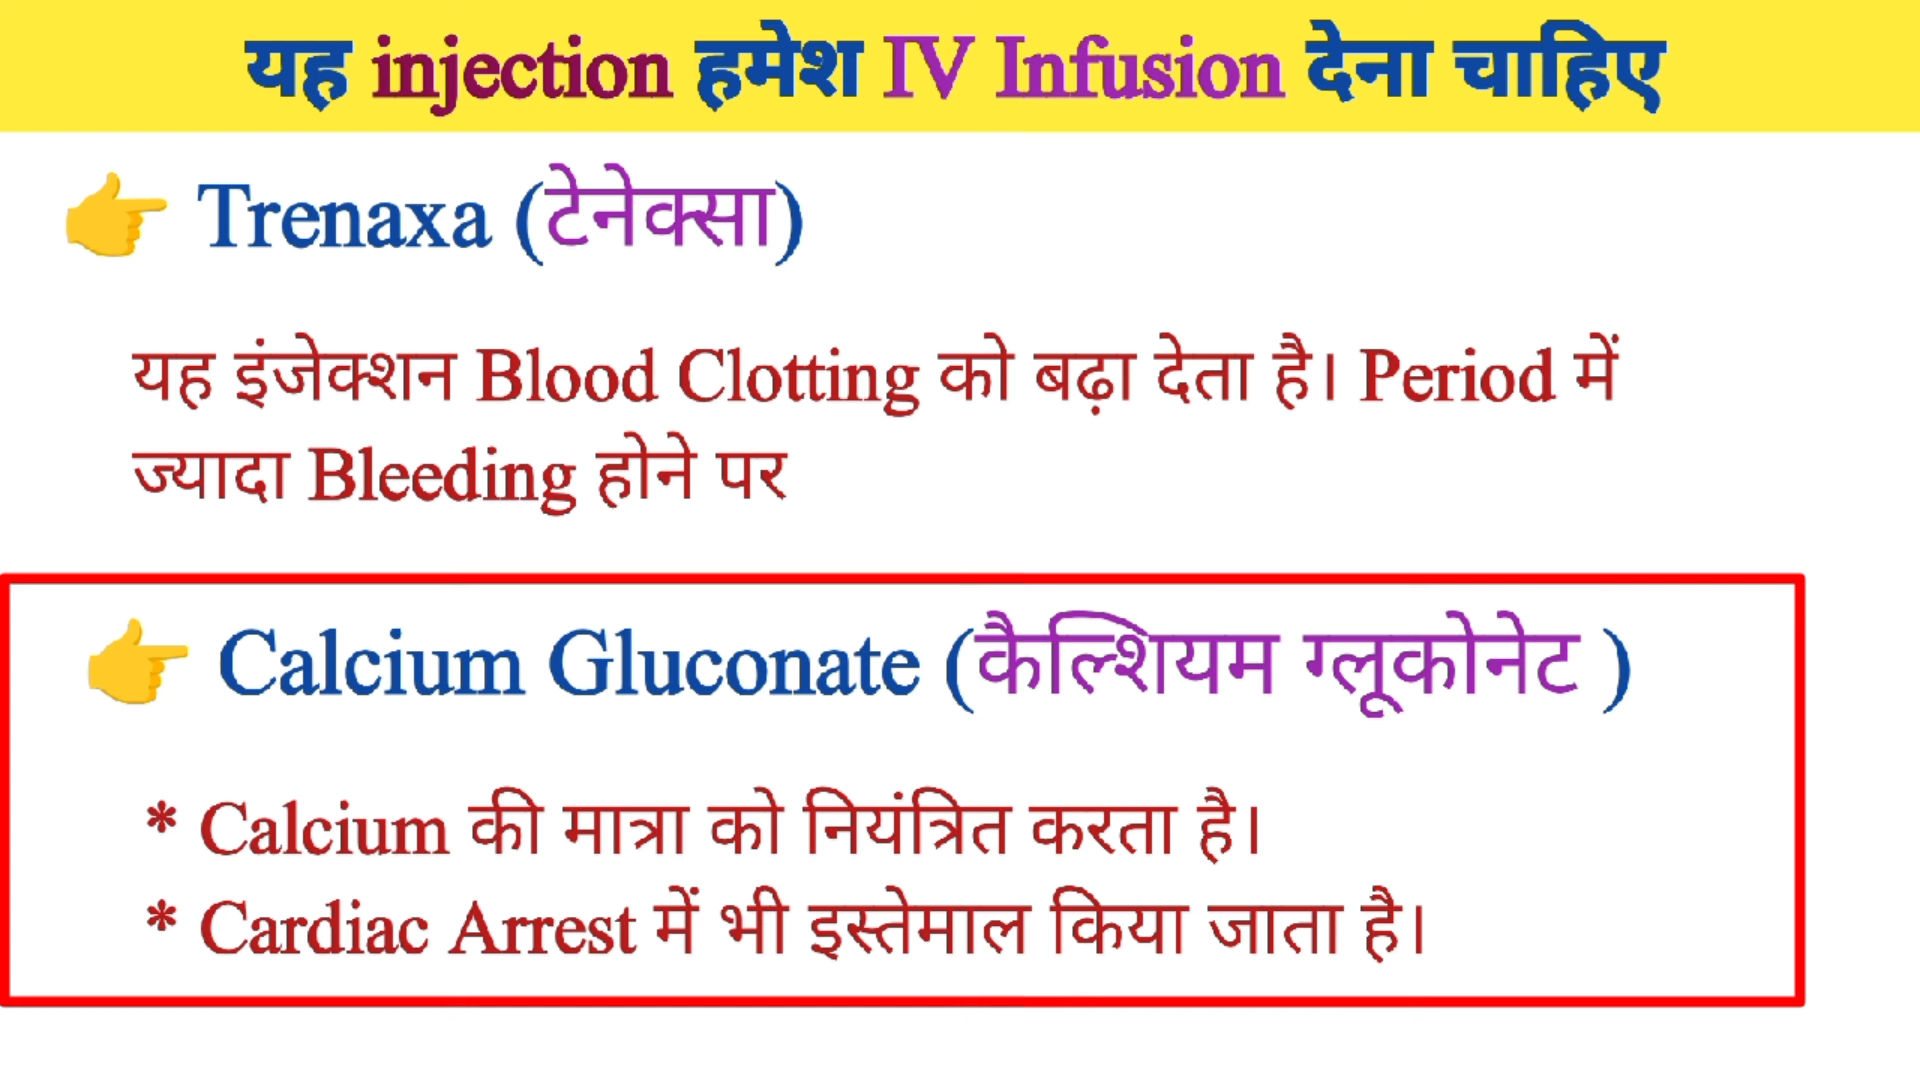 यह injection हमेश IV Infusion देना चाहिए
👉 Trenaxa (टेनेक्सा)
यह इंजेक्शन Blood Clotting को बढ़ा देता है। Period में
ज्यादा Bleeding होने पर
👉 Calcium Gluconate (कैल्शियम ग्लूकोनेट )
* Calcium की मात्रा को नियंत्रित करता है।
* Cardiac Arrest में भी इस्तेमाल किया जाता है।